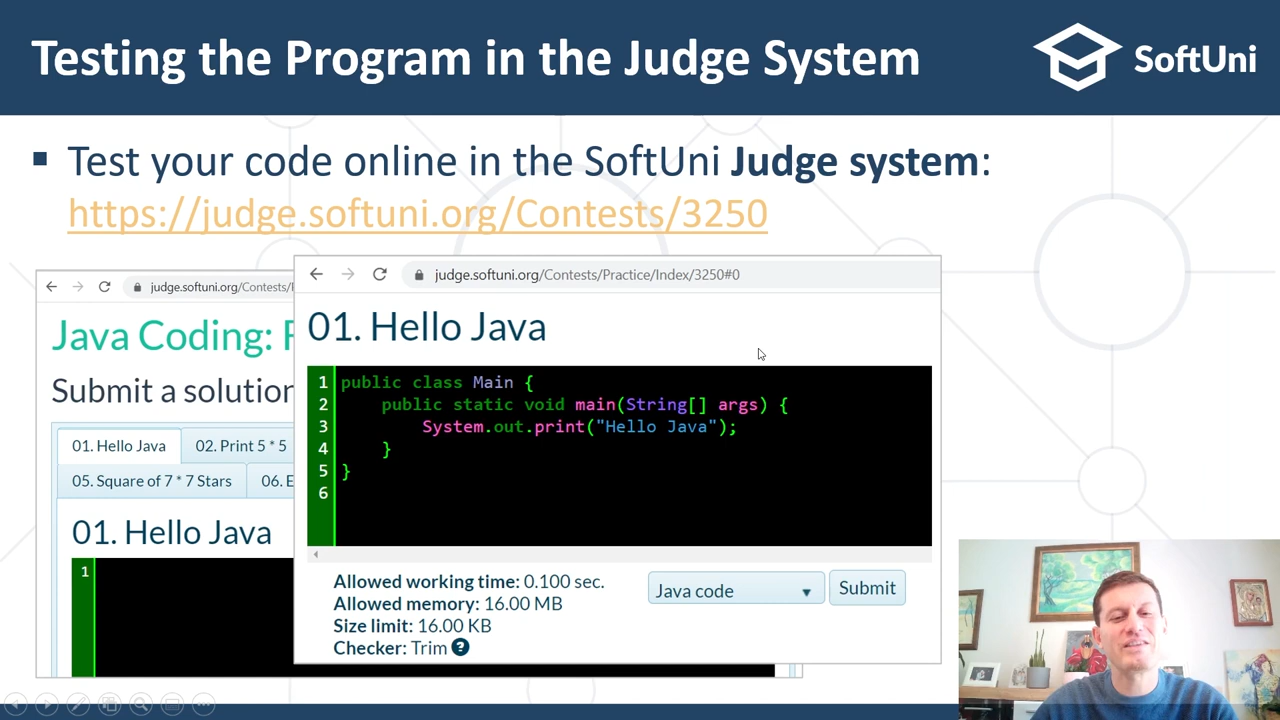 Testing the Program in the Judge System
SoftUni
▪ Test your code online in the SoftUni Judge system:
https://judge.softuni.org/Contests/3250
judge.softuni.org/Contests/
Java Coding:
Submit a solution
01. Hello Java
02. Print 5 * 5
05. Square of 7 * 7 Stars
06.
01. Hello Java
1
judge.softuni.org/Contests/Practice/Index/3250#0
01. Hello Java
1 public class Main {
2     public static void main(String[] args) {
3         System.out.print("Hello Java");
4     }
5 }
6
Allowed working time: 0.100 sec.
Allowed memory: 16.00 MB
Size limit: 16.00 KB
Checker: Trim ?
Java code
Submit